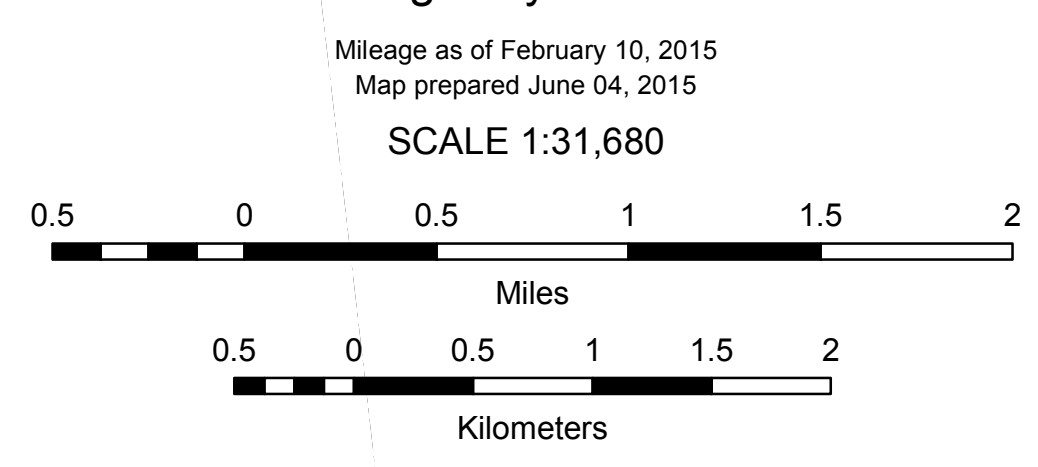 Mileage as of February 10, 2015
Map prepared June 04, 2015
SCALE 1:31,680
0.5 0 0.5 1 1.5 2
Miles
0.5 0 0.5 1 1.5 2
Kilometers